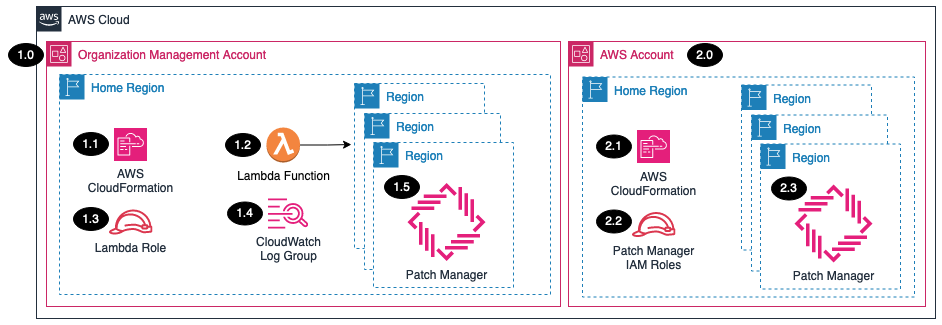 aws
AWS Cloud
1.0
Organization Management Account
Home Region
1.1
AWS
CloudFormation
1.2
Lambda Function
1.3
Lambda Role
1.4
CloudWatch
Log Group
Region
Region
Region
1.5
Patch Manager
AWS Account
2.0
Home Region
2.1
AWS
CloudFormation
2.2
Patch Manager
IAM Roles
Region
Region
Region
2.3
Patch Manager